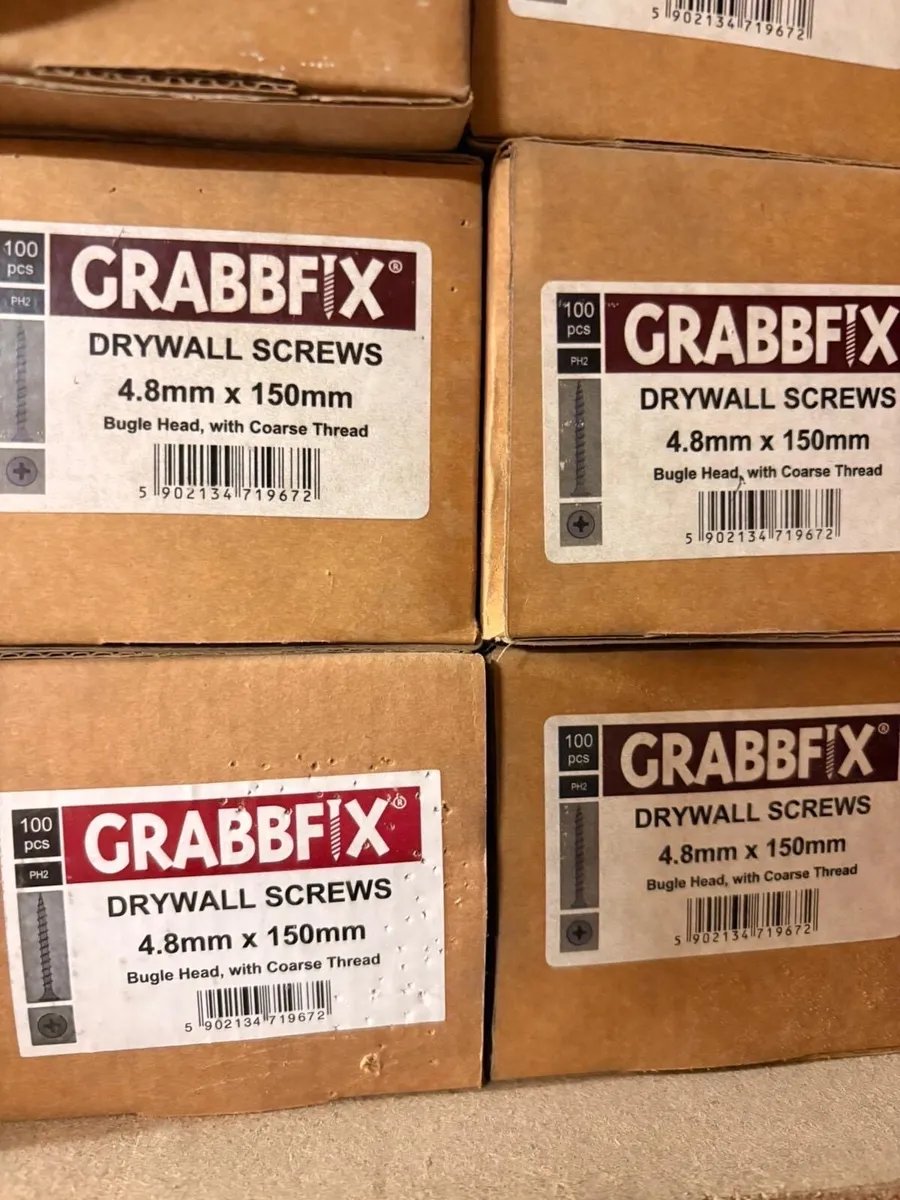 5 902134 719672
100
pcs
PH2
GRABBFIX®
DRYWALL SCREWS
4.8mm x 150mm
Bugle Head, with Coarse Thread
5 902134 719672
100
pcs
PH2
GRABBFIX
DRYWALL SCREWS
4.8mm x 150mm
Bugle Head, with Coarse Thread
5 902134 719672
100
pcs
PH2
GRABBFIX®
DRYWALL SCREWS
4.8mm x 150mm
Bugle Head, with Coarse Thread
5 902134 719672
100
pcs
PH2
GRABBFIX®
DRYWALL SCREWS
4.8mm x 150mm
Bugle Head, with Coarse Thread
5 902134 719672